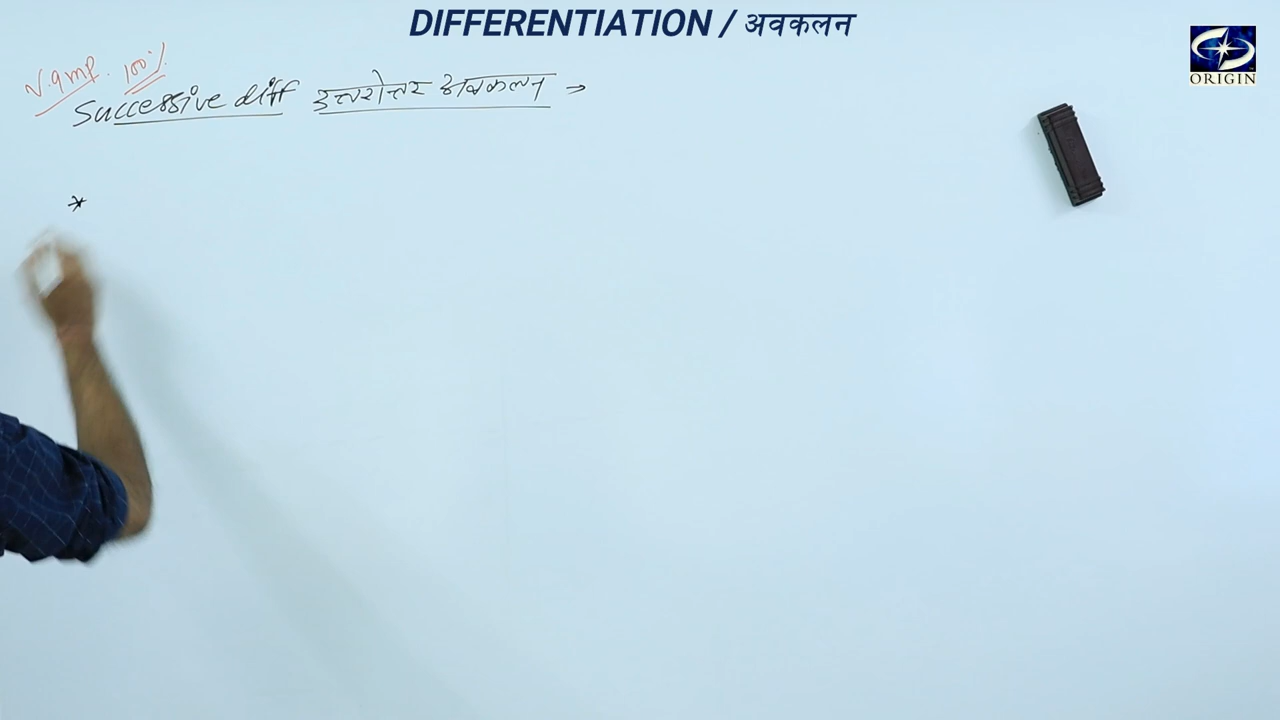 DIFFERENTIATION / अवकलन
ORIGIN
V. Imp. 100%
Successive diff उत्तरोत्तर अवकलन →
*